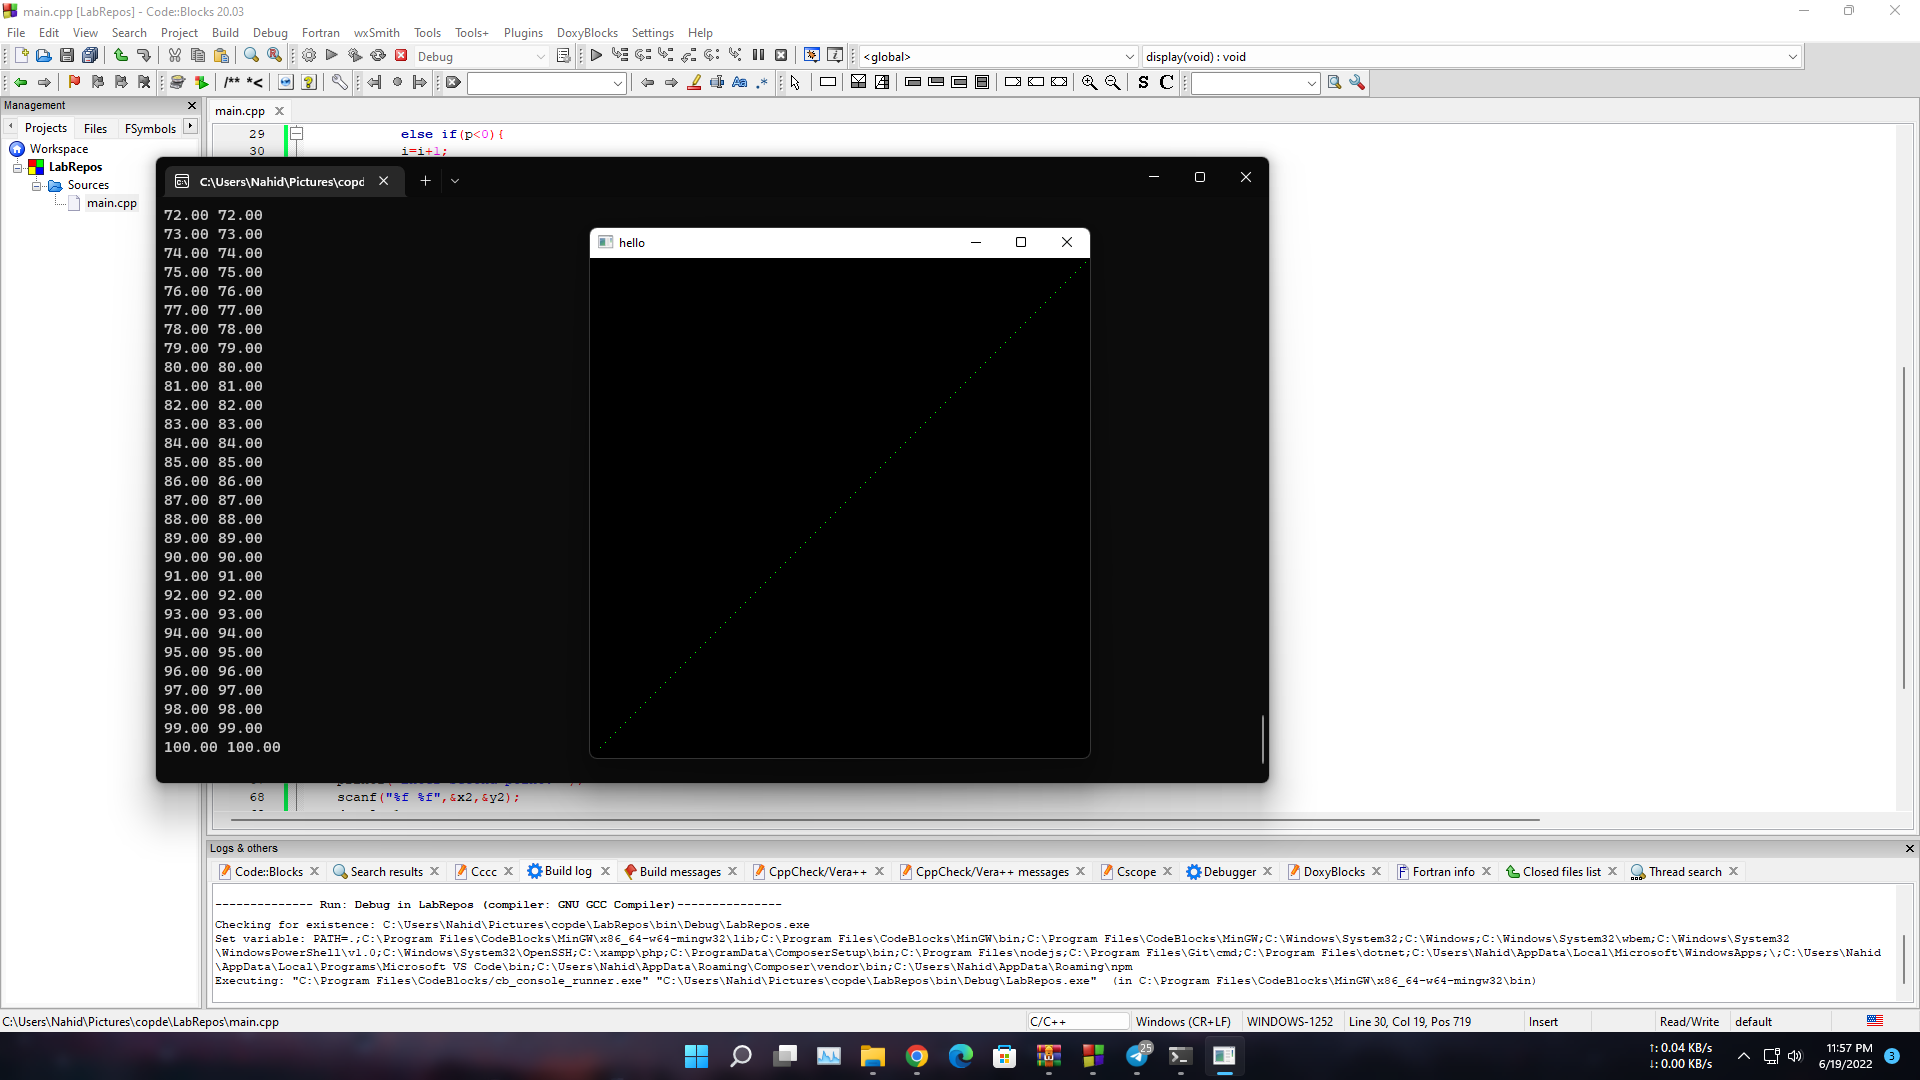 main.cpp [LabRepos] - Code::Blocks 20.03
File Edit View Search Project Build Debug Fortran wxSmith Tools Tools+ Plugins DoxyBlocks Settings Help
Debug <global> display(void) : void
/** *< Aa .* S C
Management
Projects Files FSymbols
Workspace
LabRepos
Sources
main.cpp
main.cpp
29 else if(p<0){
30 i=i+1;
C:\Users\Nahid\Pictures\copd
72.00 72.00
73.00 73.00
74.00 74.00
75.00 75.00
76.00 76.00
77.00 77.00
78.00 78.00
79.00 79.00
80.00 80.00
81.00 81.00
82.00 82.00
83.00 83.00
84.00 84.00
85.00 85.00
86.00 86.00
87.00 87.00
88.00 88.00
89.00 89.00
90.00 90.00
91.00 91.00
92.00 92.00
93.00 93.00
94.00 94.00
95.00 95.00
96.00 96.00
97.00 97.00
98.00 98.00
99.00 99.00
100.00 100.00
hello
68 scanf("%f %f",&x2,&y2);
Logs & others
Code::Blocks Search results Cccc Build log Build messages CppCheck/Vera++ CppCheck/Vera++ messages Cscope Debugger DoxyBlocks Fortran info Closed files list Thread search
-------------- Run: Debug in LabRepos (compiler: GNU GCC Compiler)---------------
Checking for existence: C:\Users\Nahid\Pictures\copde\LabRepos\bin\Debug\LabRepos.exe
Set variable: PATH=.;C:\Program Files\CodeBlocks\MinGW\x86_64-w64-mingw32\lib;C:\Program Files\CodeBlocks\MinGW\bin;C:\Program Files\CodeBlocks\MinGW;C:\Windows\System32;C:\Windows;C:\Windows\System32\wbem;C:\Windows\System32
\WindowsPowerShell\v1.0;C:\Windows\System32\OpenSSH;C:\xampp\php;C:\ProgramData\ComposerSetup\bin;C:\Program Files\nodejs;C:\Program Files\Git\cmd;C:\Program Files\dotnet;C:\Users\Nahid\AppData\Local\Microsoft\WindowsApps;\;C:\Users\Nahid
\AppData\Local\Programs\Microsoft VS Code\bin;C:\Users\Nahid\AppData\Roaming\Composer\vendor\bin;C:\Users\Nahid\AppData\Roaming\npm
Executing: "C:\Program Files\CodeBlocks/cb_console_runner.exe" "C:\Users\Nahid\Pictures\copde\LabRepos\bin\Debug\LabRepos.exe"  (in C:\Program Files\CodeBlocks\MinGW\x86_64-w64-mingw32\bin)
C:\Users\Nahid\Pictures\copde\LabRepos\main.cpp C/C++ Windows (CR+LF) WINDOWS-1252 Line 30, Col 19, Pos 719 Insert Read/Write default
25
↑: 0.04 KB/s
↓: 0.00 KB/s
11:57 PM
6/19/2022
3